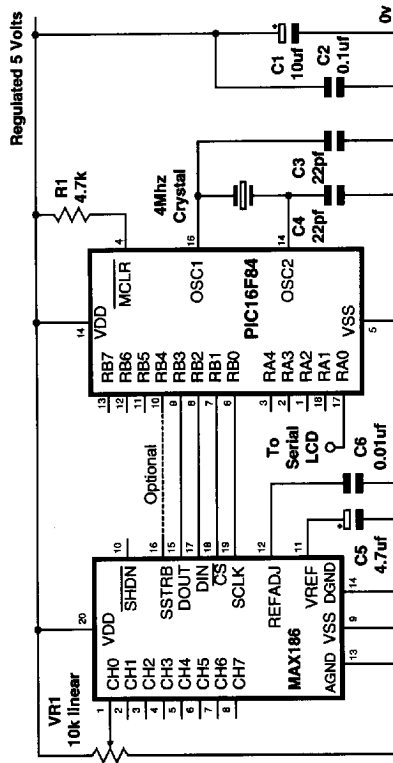 Regulated 5 Volts
VR1
10k linear
20
VDD
1 CH0
2 CH1
3 CH2
4 CH3
5 CH4
6 CH5
7 CH6
8 CH7
SHDN 10
SSTRB 16
DOUT 15
DIN 17
CS 18
SCLK 19
REFADJ 12
VREF 11
MAX186
AGND VSS DGND
13 9 14
Optional
To
Serial
LCD
C5
4.7uf
C6
0.01uf
14
VDD
13 RB7
12 RB6
11 RB5
10 RB4
9 RB3
8 RB2
7 RB1
6 RB0
3 RA4
2 RA3
1 RA2
18 RA1
17 RA0
MCLR 4
OSC1 16
OSC2 14
PIC16F84
VSS
5
R1
4.7k
4Mhz
Crystal
C4
22pf
C3
22pf
C1
10uf
C2
0.1uf
0v